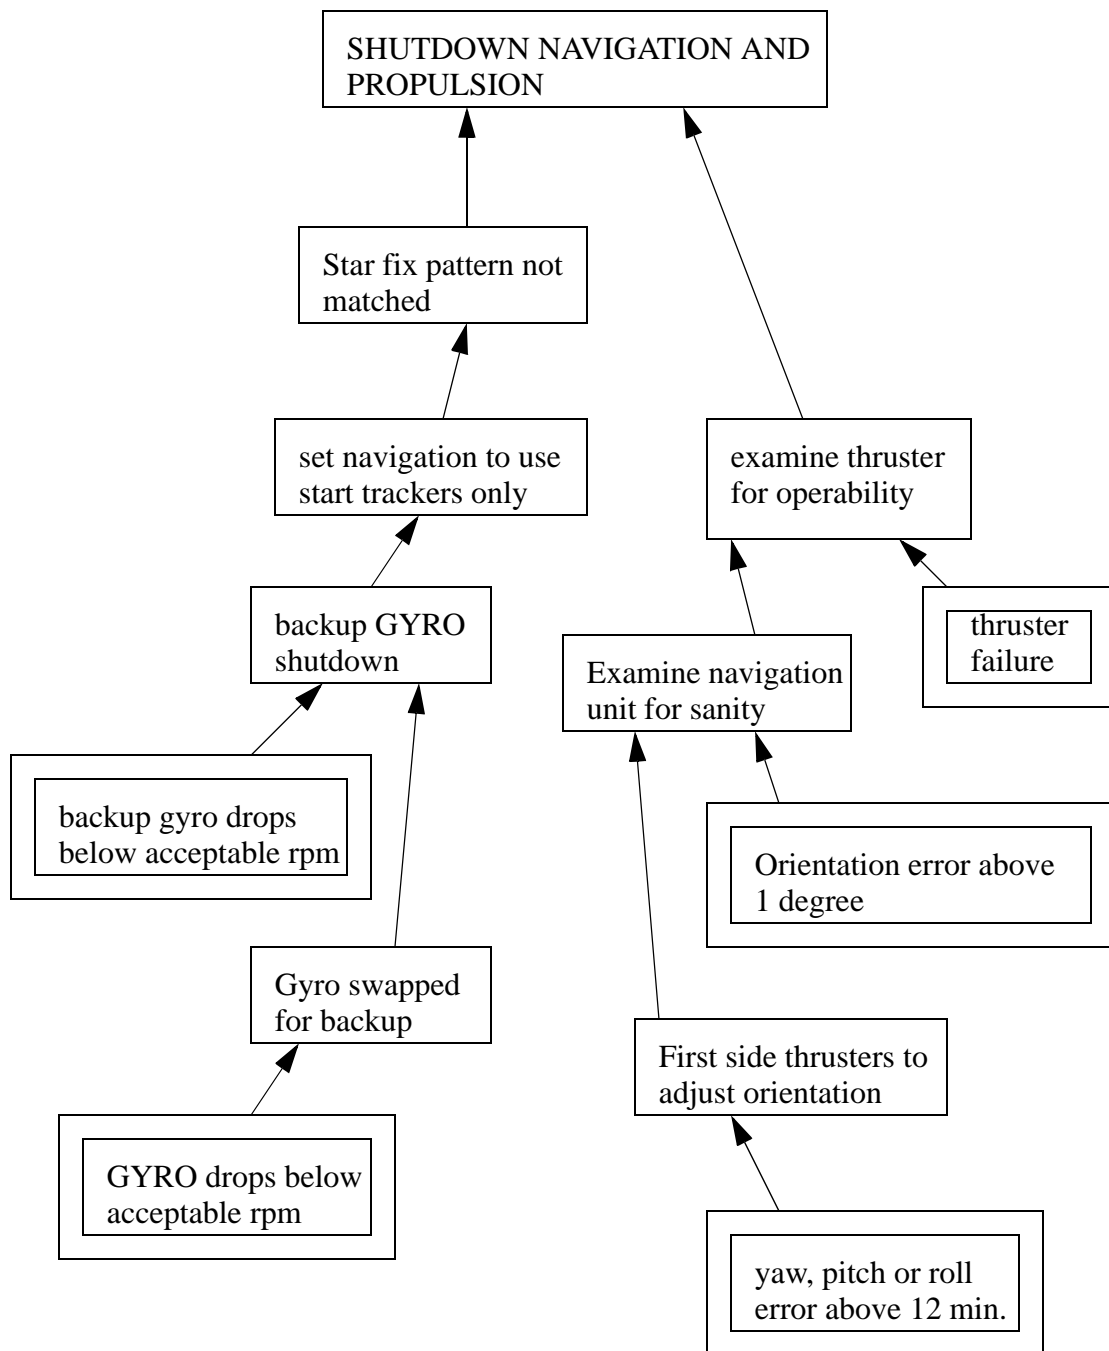 SHUTDOWN NAVIGATION AND
PROPULSION
Star fix pattern not
matched
set navigation to use
start trackers only
examine thruster
for operability
backup GYRO
shutdown
thruster
failure
Examine navigation
unit for sanity
backup gyro drops
below acceptable rpm
Orientation error above
1 degree
Gyro swapped
for backup
First side thrusters to
adjust orientation
GYRO drops below
acceptable rpm
yaw, pitch or roll
error above 12 min.